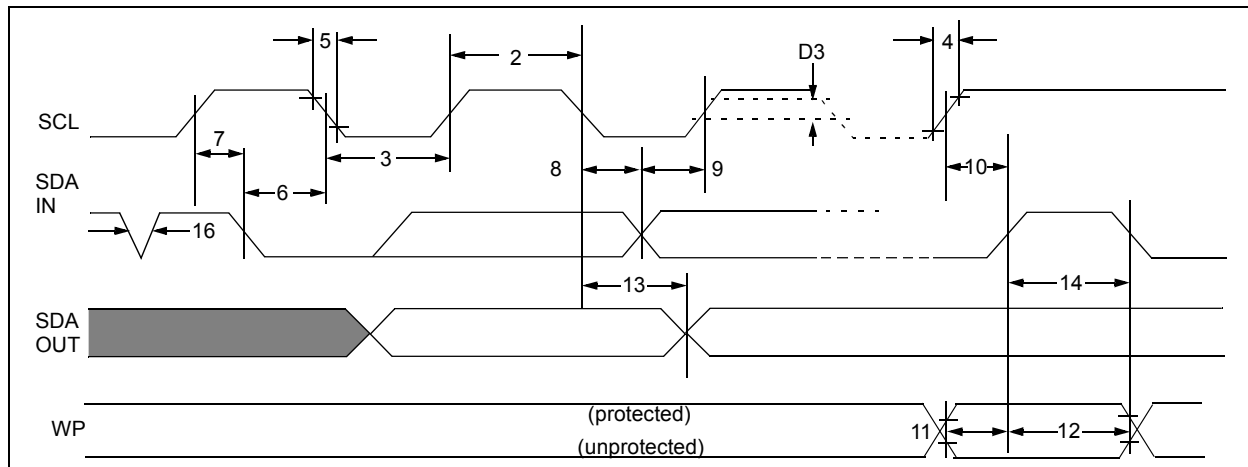 5
2
D3
4
SCL
7
3
8
9
10
SDA
IN
6
16
13
14
SDA
OUT
WP
(protected)
(unprotected)
11
12